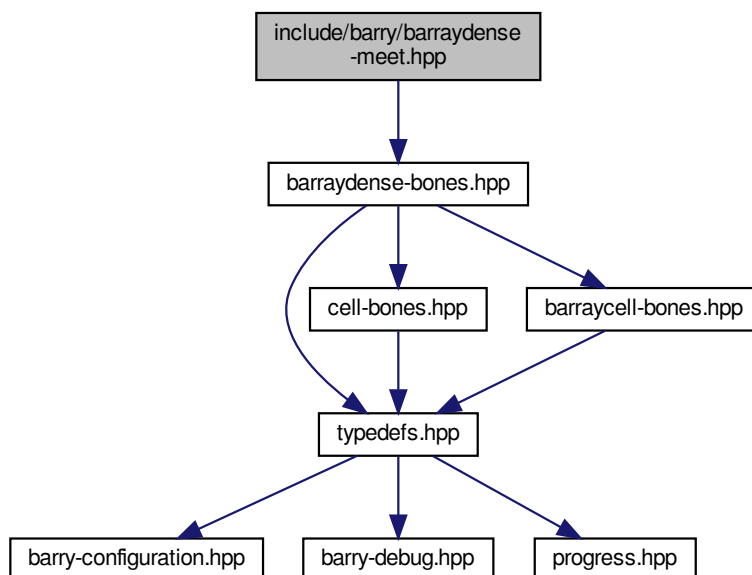 include/barry/barraydense
-meet.hpp
barraydense-bones.hpp
cell-bones.hpp
barraycell-bones.hpp
typedefs.hpp
barry-configuration.hpp
barry-debug.hpp
progress.hpp